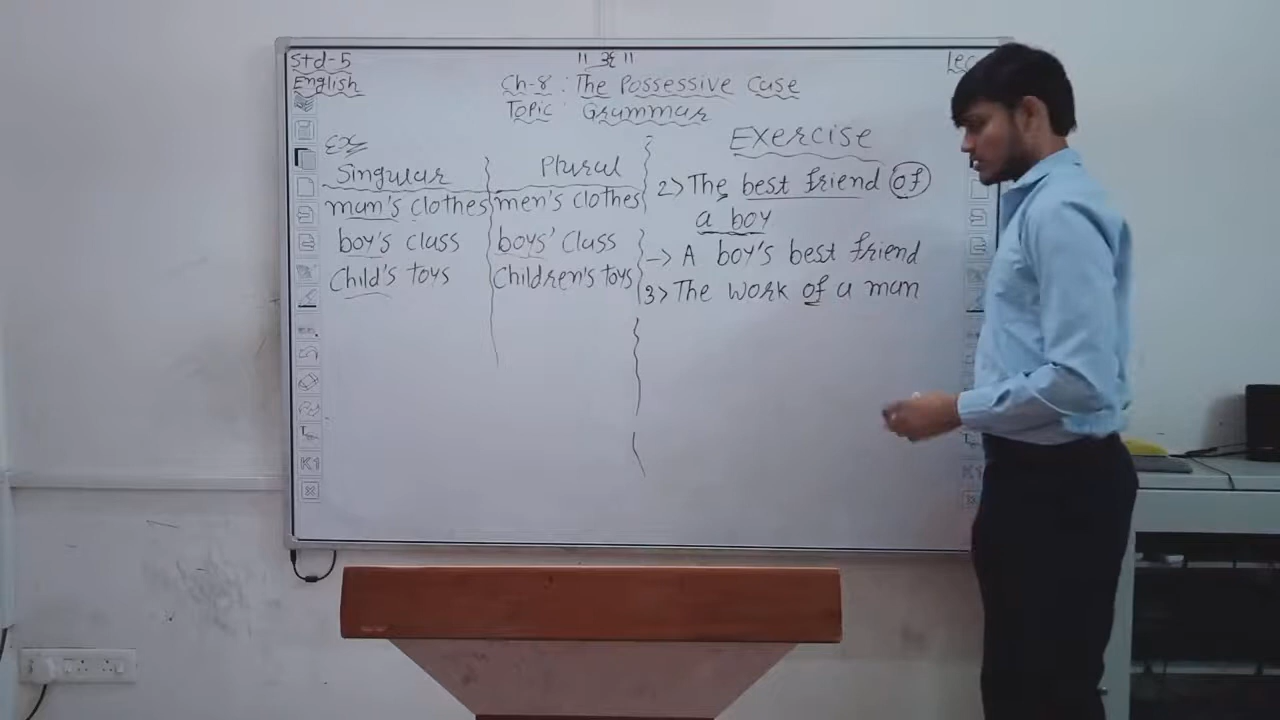 Std-5
English
॥ ૐ ॥
Lec
Ch-8 : The Possessive Case
Topic : Grammar
Ex
Singular
man's clothes
boy's class
Child's toys
Plural
men's clothes
boys' Class
Children's toys
Exercise
2> The best friend of
a boy
-> A boy's best friend
3> The work of a man
K1